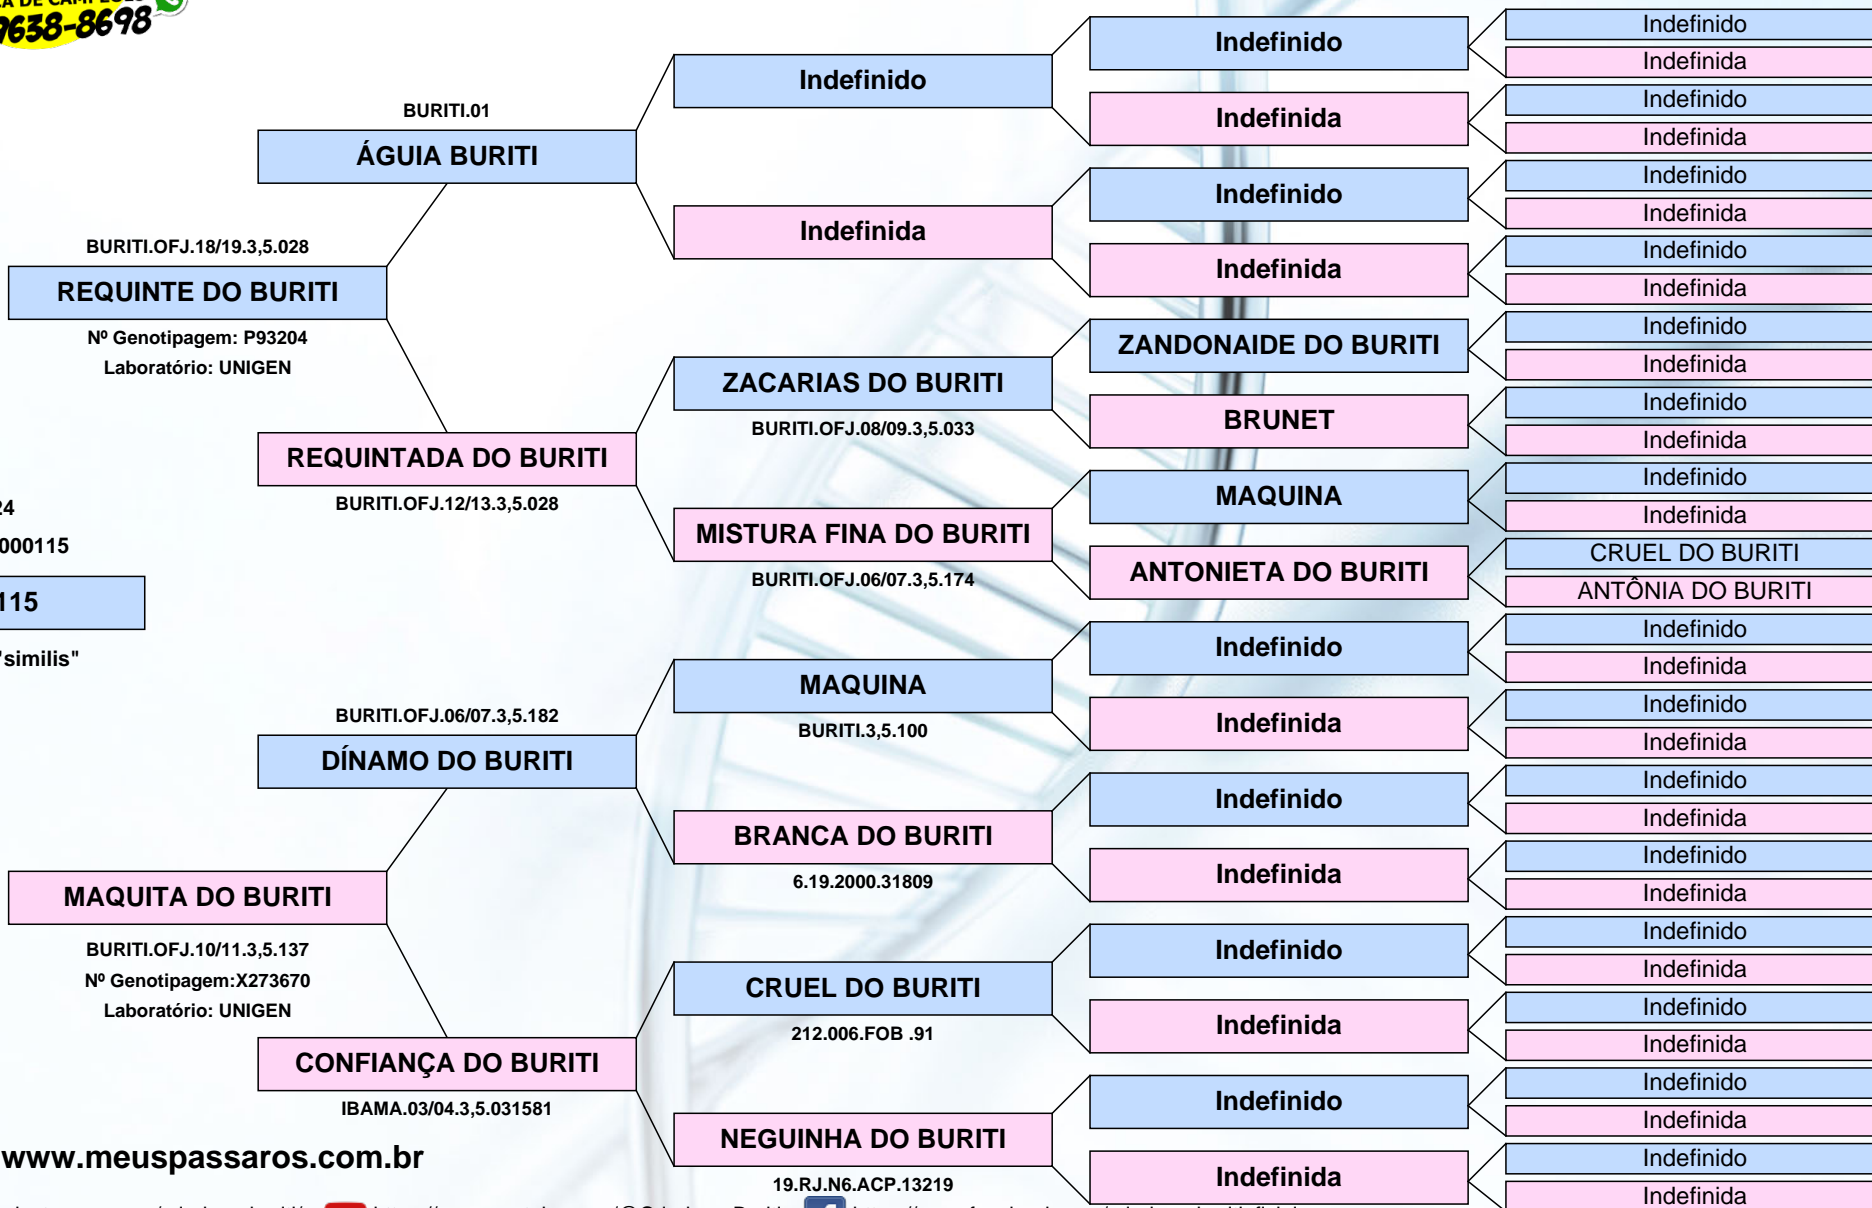 9638-8698
BURITI.01
ÁGUIA BURITI
BURITI.OFJ.18/19.3,5.028
REQUINTE DO BURITI
Nº Genotipagem: P93204
Laboratório: UNIGEN
REQUINTADA DO BURITI
BURITI.OFJ.12/13.3,5.028
24
000115
115
"similis"
BURITI.OFJ.06/07.3,5.182
DÍNAMO DO BURITI
MAQUITA DO BURITI
BURITI.OFJ.10/11.3,5.137
Nº Genotipagem:X273670
Laboratório: UNIGEN
CONFIANÇA DO BURITI
IBAMA.03/04.3,5.031581
www.meuspassaros.com.br
Indefinido
Indefinida
ZACARIAS DO BURITI
BURITI.OFJ.08/09.3,5.033
MISTURA FINA DO BURITI
BURITI.OFJ.06/07.3,5.174
MAQUINA
BURITI.3,5.100
BRANCA DO BURITI
6.19.2000.31809
CRUEL DO BURITI
212.006.FOB .91
NEGUINHA DO BURITI
19.RJ.N6.ACP.13219
Indefinido
Indefinida
Indefinido
Indefinida
ZANDONAIDE DO BURITI
BRUNET
MAQUINA
ANTONIETA DO BURITI
Indefinido
Indefinida
Indefinido
Indefinida
Indefinido
Indefinida
Indefinido
Indefinida
Indefinido
Indefinida
Indefinido
Indefinida
Indefinido
Indefinida
Indefinido
Indefinida
Indefinido
Indefinida
Indefinido
Indefinida
Indefinido
Indefinida
CRUEL DO BURITI
ANTÔNIA DO BURITI
Indefinido
Indefinida
Indefinido
Indefinida
Indefinido
Indefinida
Indefinido
Indefinida
Indefinido
Indefinida
Indefinido
Indefinida
Indefinido
Indefinida
Indefinido
Indefinida